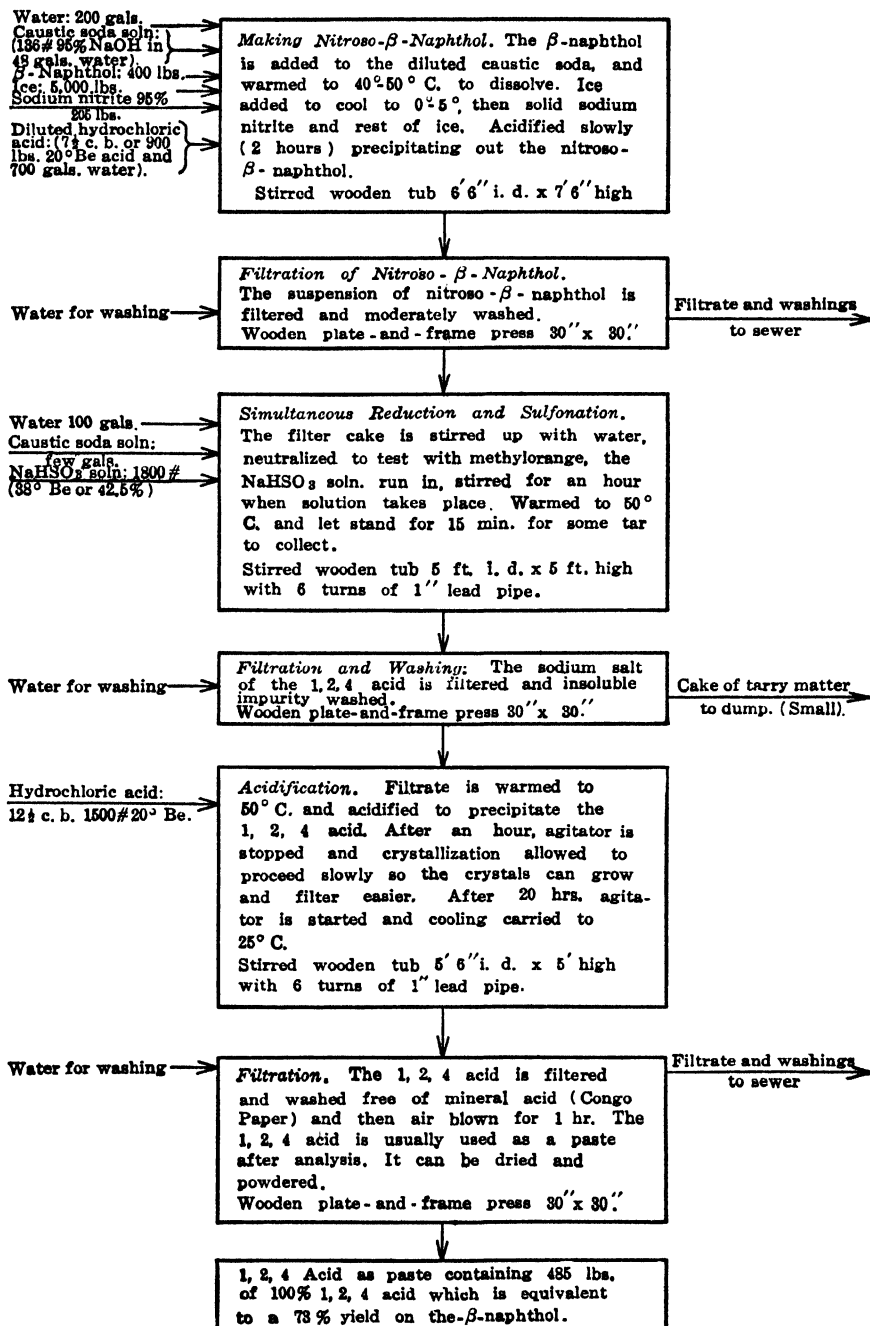 Water: 200 gals.
Caustic soda soln:
(136# 95% NaOH in
48 gals. water).
β-Naphthol: 400 lbs.
Ice: 5,000 lbs.
Sodium nitrite 95%
205 lbs.
Diluted hydrochloric
acid: (7½ c. b. or 900
lbs. 20° Be acid and
700 gals. water).
Making Nitroso-β-Naphthol. The β-naphthol
is added to the diluted caustic soda, and
warmed to 40°-50° C. to dissolve. Ice
added to cool to 0°-5°, then solid sodium
nitrite and rest of ice. Acidified slowly
(2 hours) precipitating out the nitroso-
β-naphthol.
Stirred wooden tub 6'6" i. d. x 7'6" high
Water for washing
Filtration of Nitroso-β-Naphthol.
The suspension of nitroso-β-naphthol is
filtered and moderately washed.
Wooden plate-and-frame press 30" x 30."
Filtrate and washings
to sewer
Water 100 gals.
Caustic soda soln:
few gals.
NaHSO₃ soln: 1800#
(38° Be or 42.5%)
Simultaneous Reduction and Sulfonation.
The filter cake is stirred up with water,
neutralized to test with methylorange, the
NaHSO₃ soln. run in, stirred for an hour
when solution takes place. Warmed to 50°
C. and let stand for 15 min. for some tar
to collect.
Stirred wooden tub 5 ft. i. d. x 5 ft. high
with 6 turns of 1" lead pipe.
Water for washing
Filtration and Washing: The sodium salt
of the 1, 2, 4 acid is filtered and insoluble
impurity washed.
Wooden plate-and-frame press 30" x 30."
Cake of tarry matter
to dump. (Small).
Hydrochloric acid:
12½ c. b. 1500# 20° Be.
Acidification. Filtrate is warmed to
50° C. and acidified to precipitate the
1, 2, 4 acid. After an hour, agitator is
stopped and crystallization allowed to
proceed slowly so the crystals can grow
and filter easier. After 20 hrs. agita-
tor is started and cooling carried to
25° C.
Stirred wooden tub 5' 6" i. d. x 5' high
with 6 turns of 1" lead pipe.
Water for washing
Filtration. The 1, 2, 4 acid is filtered
and washed free of mineral acid (Congo
Paper) and then air blown for 1 hr. The
1, 2, 4 acid is usually used as a paste
after analysis. It can be dried and
powdered.
Wooden plate-and-frame press 30" x 30."
Filtrate and washings
to sewer
1, 2, 4 Acid as paste containing 485 lbs.
of 100% 1, 2, 4 acid which is equivalent
to a 73% yield on the-β-naphthol.